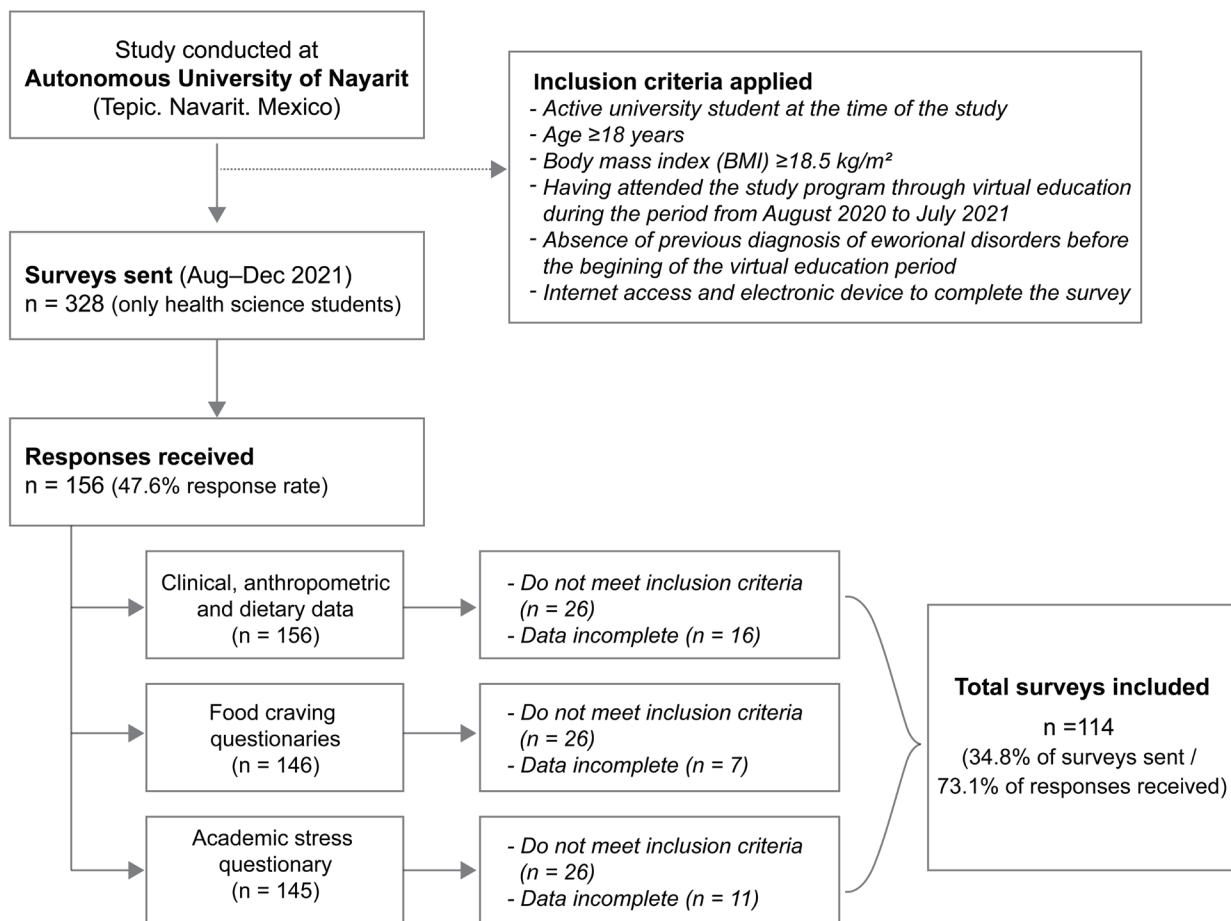 Study conducted at
Autonomous University of Nayarit
(Tepic. Navarit. Mexico)
Inclusion criteria applied
- Active university student at the time of the study
- Age ≥18 years
- Body mass index (BMI) ≥18.5 kg/m²
- Having attended the study program through virtual education
during the period from August 2020 to July 2021
- Absence of previous diagnosis of eworional disorders before
the begining of the virtual education period
- Internet access and electronic device to complete the survey
Surveys sent (Aug–Dec 2021)
n = 328 (only health science students)
Responses received
n = 156 (47.6% response rate)
Clinical, anthropometric
and dietary data
(n = 156)
- Do not meet inclusion criteria
(n = 26)
- Data incomplete (n = 16)
Food craving
questionaries
(n = 146)
- Do not meet inclusion criteria
(n = 26)
- Data incomplete (n = 7)
Academic stress
questionary
(n = 145)
- Do not meet inclusion criteria
(n = 26)
- Data incomplete (n = 11)
Total surveys included
n =114
(34.8% of surveys sent /
73.1% of responses received)